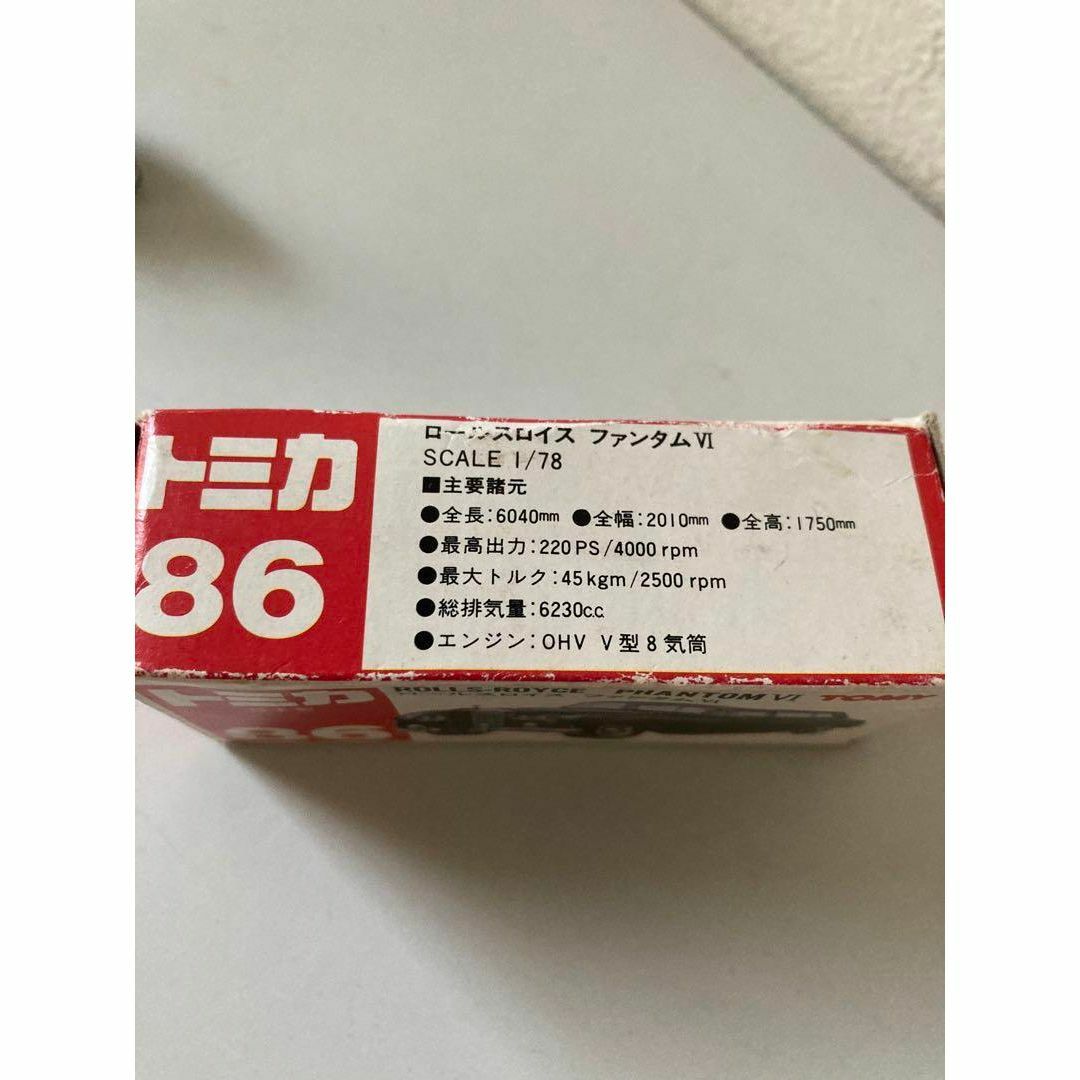 トミカ
86
ロールスロイス ファンタムⅥ
SCALE 1/78
■主要諸元
●全長:6040mm ●全幅:2010mm ●全高:1750mm
●最高出力:220PS/4000rpm
●最大トルク:45kgm/2500rpm
●総排気量:6230c.c.
●エンジン:OHV V型8気筒
トミカ
86
ROLLS-ROYCE PHANTOM VI
TOMY